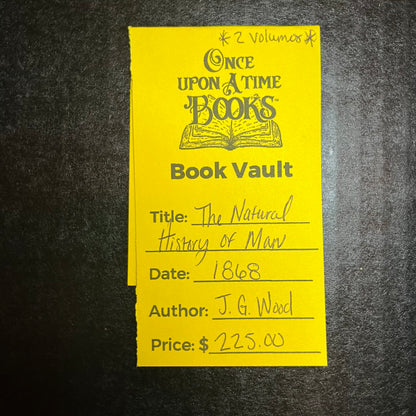 *2 volumes*
ONCE
UPON A TIME
BOOKS™
Book Vault
Title: The Natural
History of Man
Date: 1868
Author: J. G. Wood
Price: $ 225.00